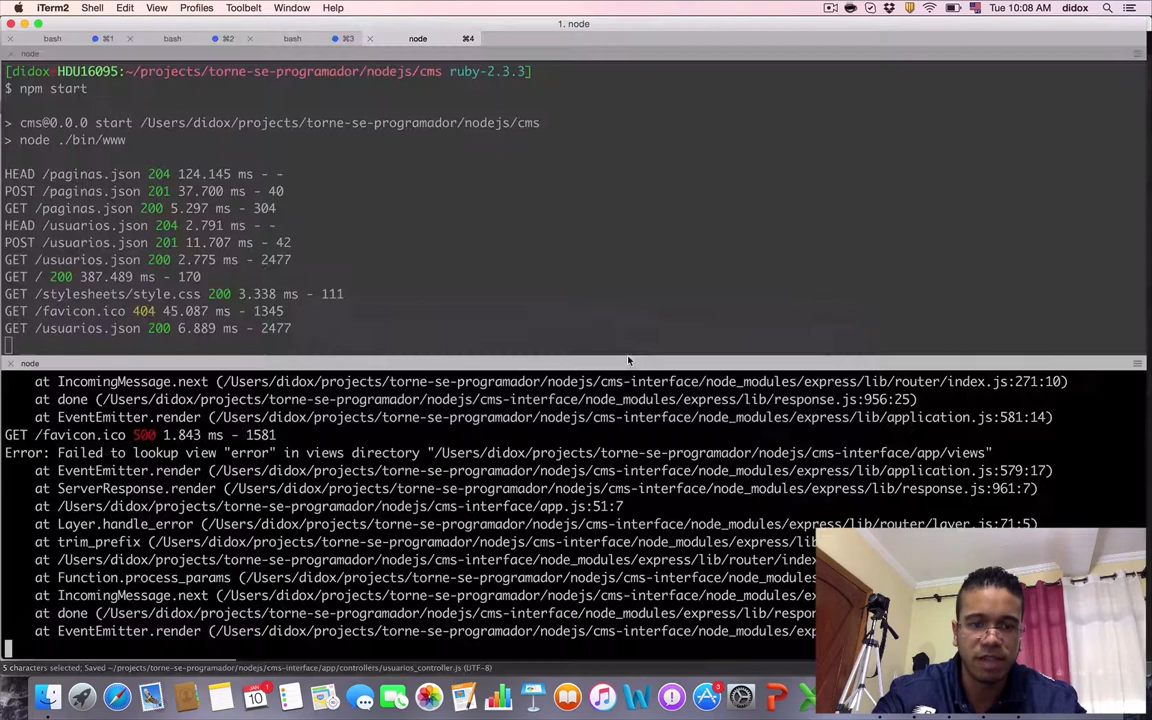 iTerm2 Shell Edit View Profiles Toolbelt Window Help Tue 10:08 AM didox
1. node
bash ⌘1 bash ⌘2 bash ⌘3 node ⌘4
node
[didox HDU16095:~/projects/torne-se-programador/nodejs/cms ruby-2.3.3]
$ npm start
> cms@0.0.0 start /Users/didox/projects/torne-se-programador/nodejs/cms
> node ./bin/www
HEAD /paginas.json 204 124.145 ms - -
POST /paginas.json 201 37.700 ms - 40
GET /paginas.json 200 5.297 ms - 304
HEAD /usuarios.json 204 2.791 ms - -
POST /usuarios.json 201 11.707 ms - 42
GET /usuarios.json 200 2.775 ms - 2477
GET / 200 387.489 ms - 170
GET /stylesheets/style.css 200 3.338 ms - 111
GET /favicon.ico 404 45.087 ms - 1345
GET /usuarios.json 200 6.889 ms - 2477
node
at IncomingMessage.next (/Users/didox/projects/torne-se-programador/nodejs/cms-interface/node_modules/express/lib/router/index.js:271:10)
at done (/Users/didox/projects/torne-se-programador/nodejs/cms-interface/node_modules/express/lib/response.js:956:25)
at EventEmitter.render (/Users/didox/projects/torne-se-programador/nodejs/cms-interface/node_modules/express/lib/application.js:581:14)
GET /favicon.ico 500 1.843 ms - 1581
Error: Failed to lookup view "error" in views directory "/Users/didox/projects/torne-se-programador/nodejs/cms-interface/app/views"
at EventEmitter.render (/Users/didox/projects/torne-se-programador/nodejs/cms-interface/node_modules/express/lib/application.js:579:17)
at ServerResponse.render (/Users/didox/projects/torne-se-programador/nodejs/cms-interface/node_modules/express/lib/response.js:961:7)
at /Users/didox/projects/torne-se-programador/nodejs/cms-interface/app.js:51:7
at Layer.handle_error (/Users/didox/projects/torne-se-programador/nodejs/cms-interface/node_modules/express/lib/router/layer.js:71:5)
at trim_prefix (/Users/didox/projects/torne-se-programador/nodejs/cms-interface/node_modules/
at /Users/didox/projects/torne-se-programador/nodejs/cms-interface/node_modules/express/lib/router/inde
at Function.process_params (/Users/didox/projects/torne-se-programador/nodejs/cms-interface/
at IncomingMessage.next (/Users/didox/projects/torne-se-programador/nodejs/cms-interface/nod
at done (/Users/didox/projects/torne-se-programador/nodejs/cms-interface/node_modules/express/lib/respo
at EventEmitter.render (/Users/didox/projects/torne-se-programador/nodejs/cms-interface/node_modules/exp
5 characters selected; Saved ~/projects/torne-se-programador/nodejs/cms-interface/app/controllers/usuarios_controller.js (UTF-8)